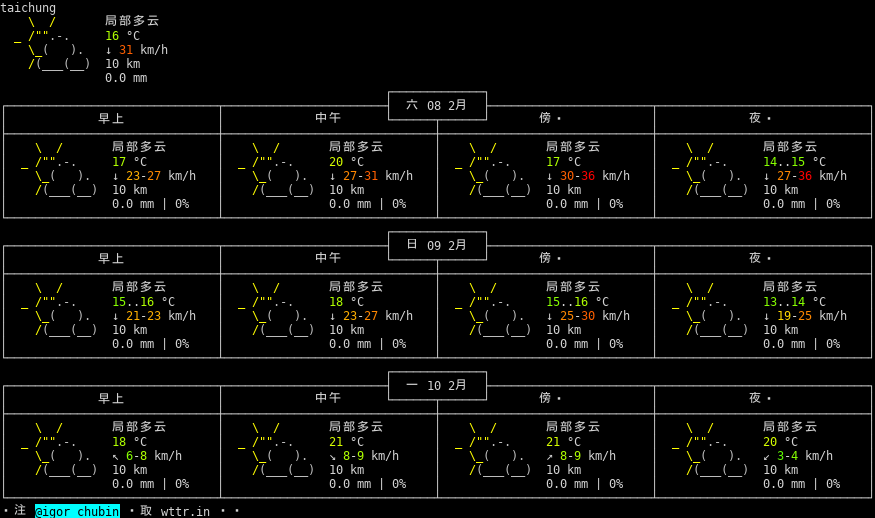 taichung
局部多云
16 °C
↓ 31 km/h
10 km
0.0 mm
六 08 2月
早上 中午 傍・ 夜・
局部多云 局部多云 局部多云 局部多云
17 °C 20 °C 17 °C 14..15 °C
↓ 23-27 km/h ↓ 27-31 km/h ↓ 30-36 km/h ↓ 27-36 km/h
10 km 10 km 10 km 10 km
0.0 mm | 0% 0.0 mm | 0% 0.0 mm | 0% 0.0 mm | 0%
日 09 2月
早上 中午 傍・ 夜・
局部多云 局部多云 局部多云 局部多云
15..16 °C 18 °C 15..16 °C 13..14 °C
↓ 21-23 km/h ↓ 23-27 km/h ↓ 25-30 km/h ↓ 19-25 km/h
10 km 10 km 10 km 10 km
0.0 mm | 0% 0.0 mm | 0% 0.0 mm | 0% 0.0 mm | 0%
一 10 2月
早上 中午 傍・ 夜・
局部多云 局部多云 局部多云 局部多云
18 °C 21 °C 21 °C 20 °C
↖ 6-8 km/h ↘ 8-9 km/h ↗ 8-9 km/h ↙ 3-4 km/h
10 km 10 km 10 km 10 km
0.0 mm | 0% 0.0 mm | 0% 0.0 mm | 0% 0.0 mm | 0%
・注 @igor_chubin ・取 wttr.in ・・